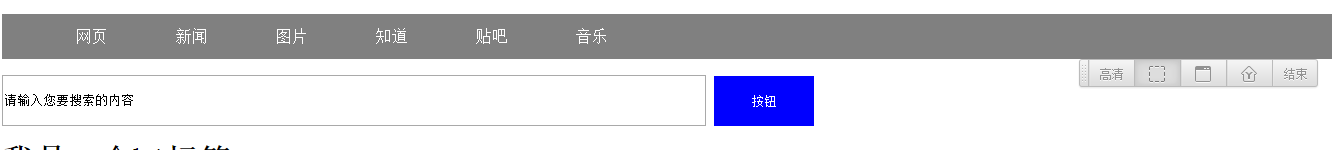 网页 新闻 图片 知道 贴吧 音乐
高清 结束
请输入您要搜索的内容 按钮